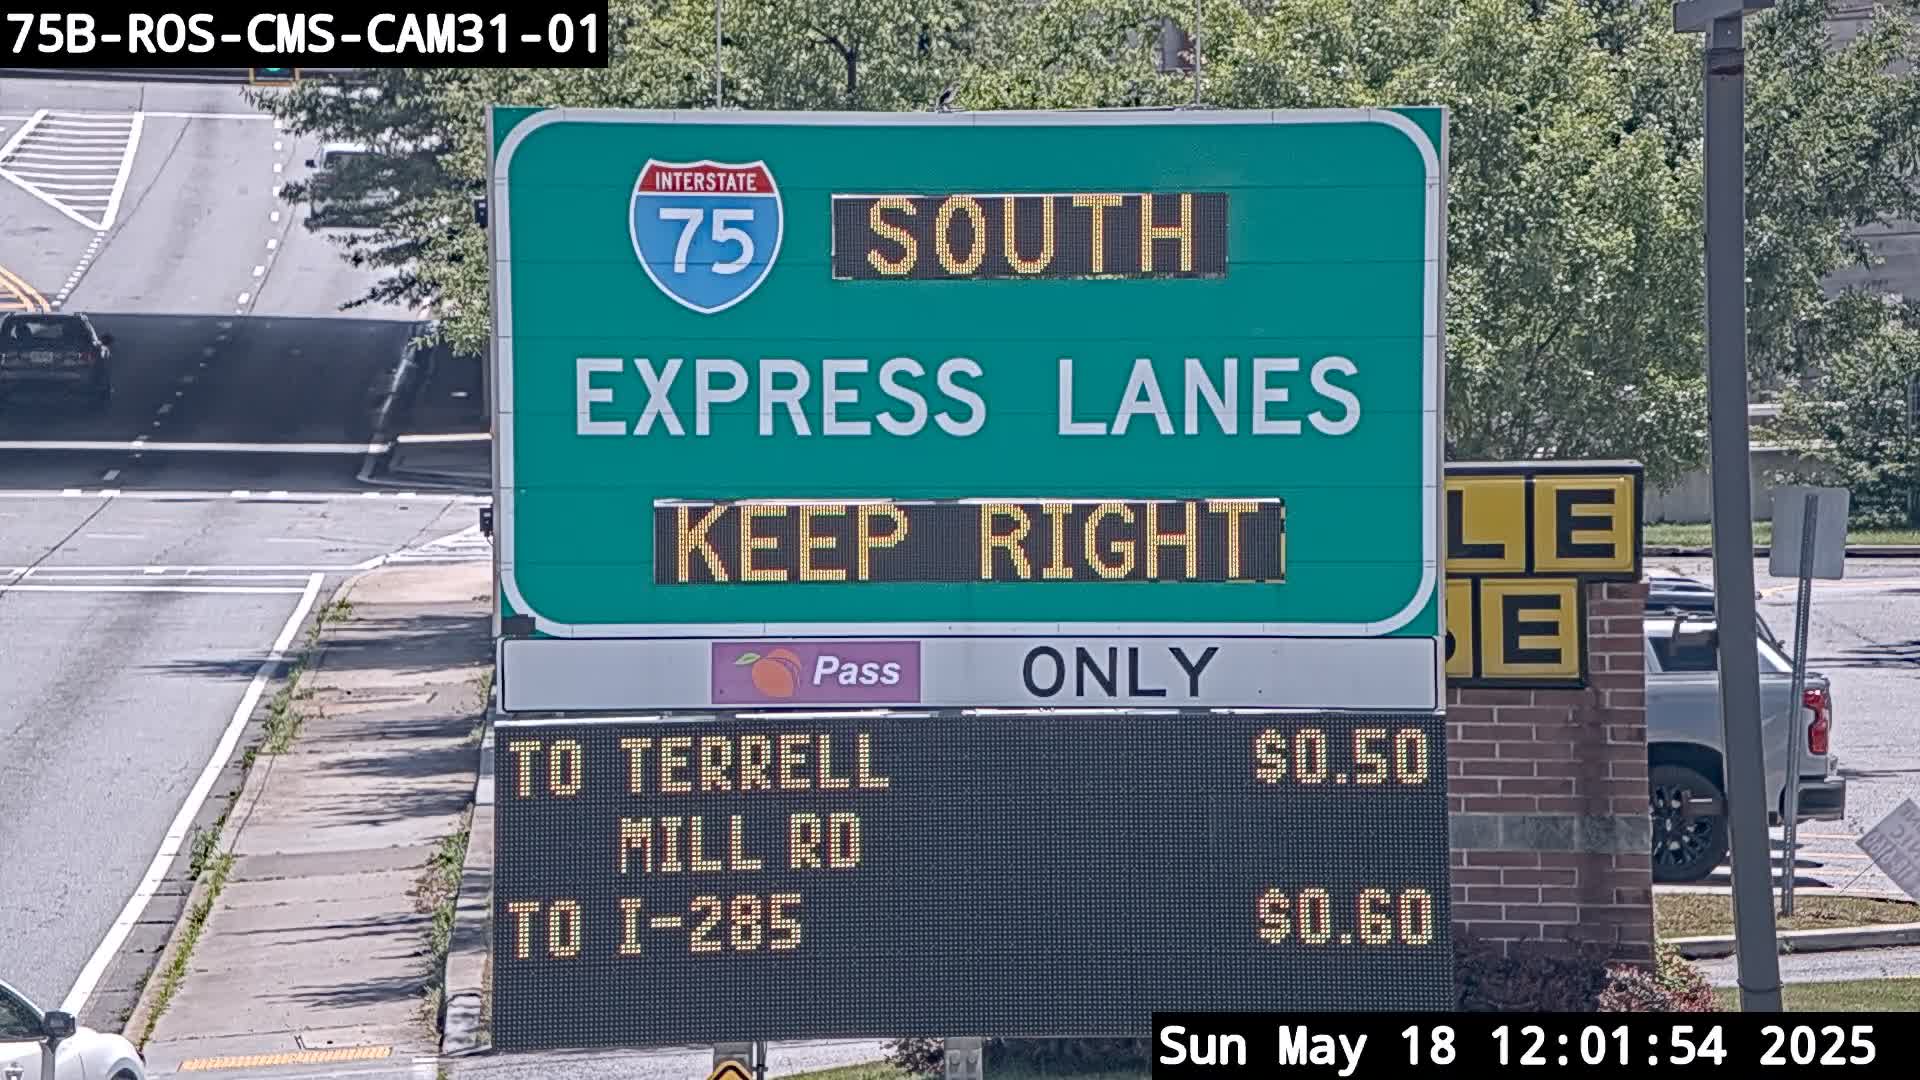 75B-ROS-CMS-CAM31-01
INTERSTATE
75
SOUTH
EXPRESS LANES
KEEP RIGHT
Pass
ONLY
TO TERRELL $0.50
MILL RD
TO I-285 $0.60
LE
E
Sun May 18 12:01:54 2025